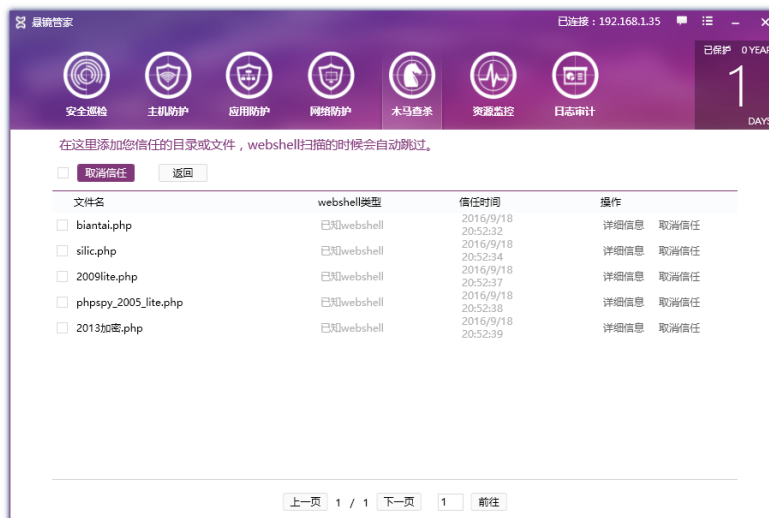 悬镜管家
已连接：192.168.1.35
已保护 0 YEAR
1
DAYS
安全巡检 主机防护 应用防护 网络防护 木马查杀 资源监控 日志审计
在这里添加您信任的目录或文件，webshell扫描的时候会自动跳过。
取消信任 返回
文件名 webshell类型 信任时间 操作
biantai.php 已知webshell 2016/9/18 20:52:32 详细信息 取消信任
silic.php 已知webshell 2016/9/18 20:52:34 详细信息 取消信任
2009lite.php 已知webshell 2016/9/18 20:52:37 详细信息 取消信任
phpspy_2005_lite.php 已知webshell 2016/9/18 20:52:38 详细信息 取消信任
2013加密.php 已知webshell 2016/9/18 20:52:39 详细信息 取消信任
上一页 1 / 1 下一页 1 前往